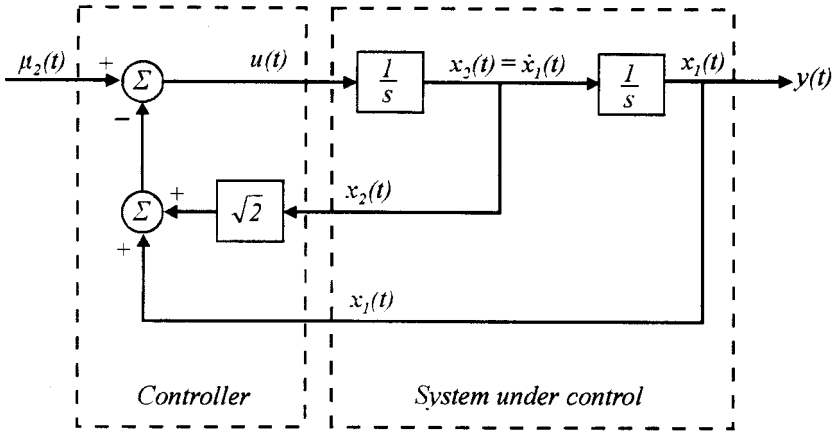 μ₂(t)
+
Σ
u(t)
1/s
x₂(t) = ẋ₁(t)
1/s
x₁(t)
y(t)
−
Σ
+
√2
x₂(t)
+
x₁(t)
Controller
System under control